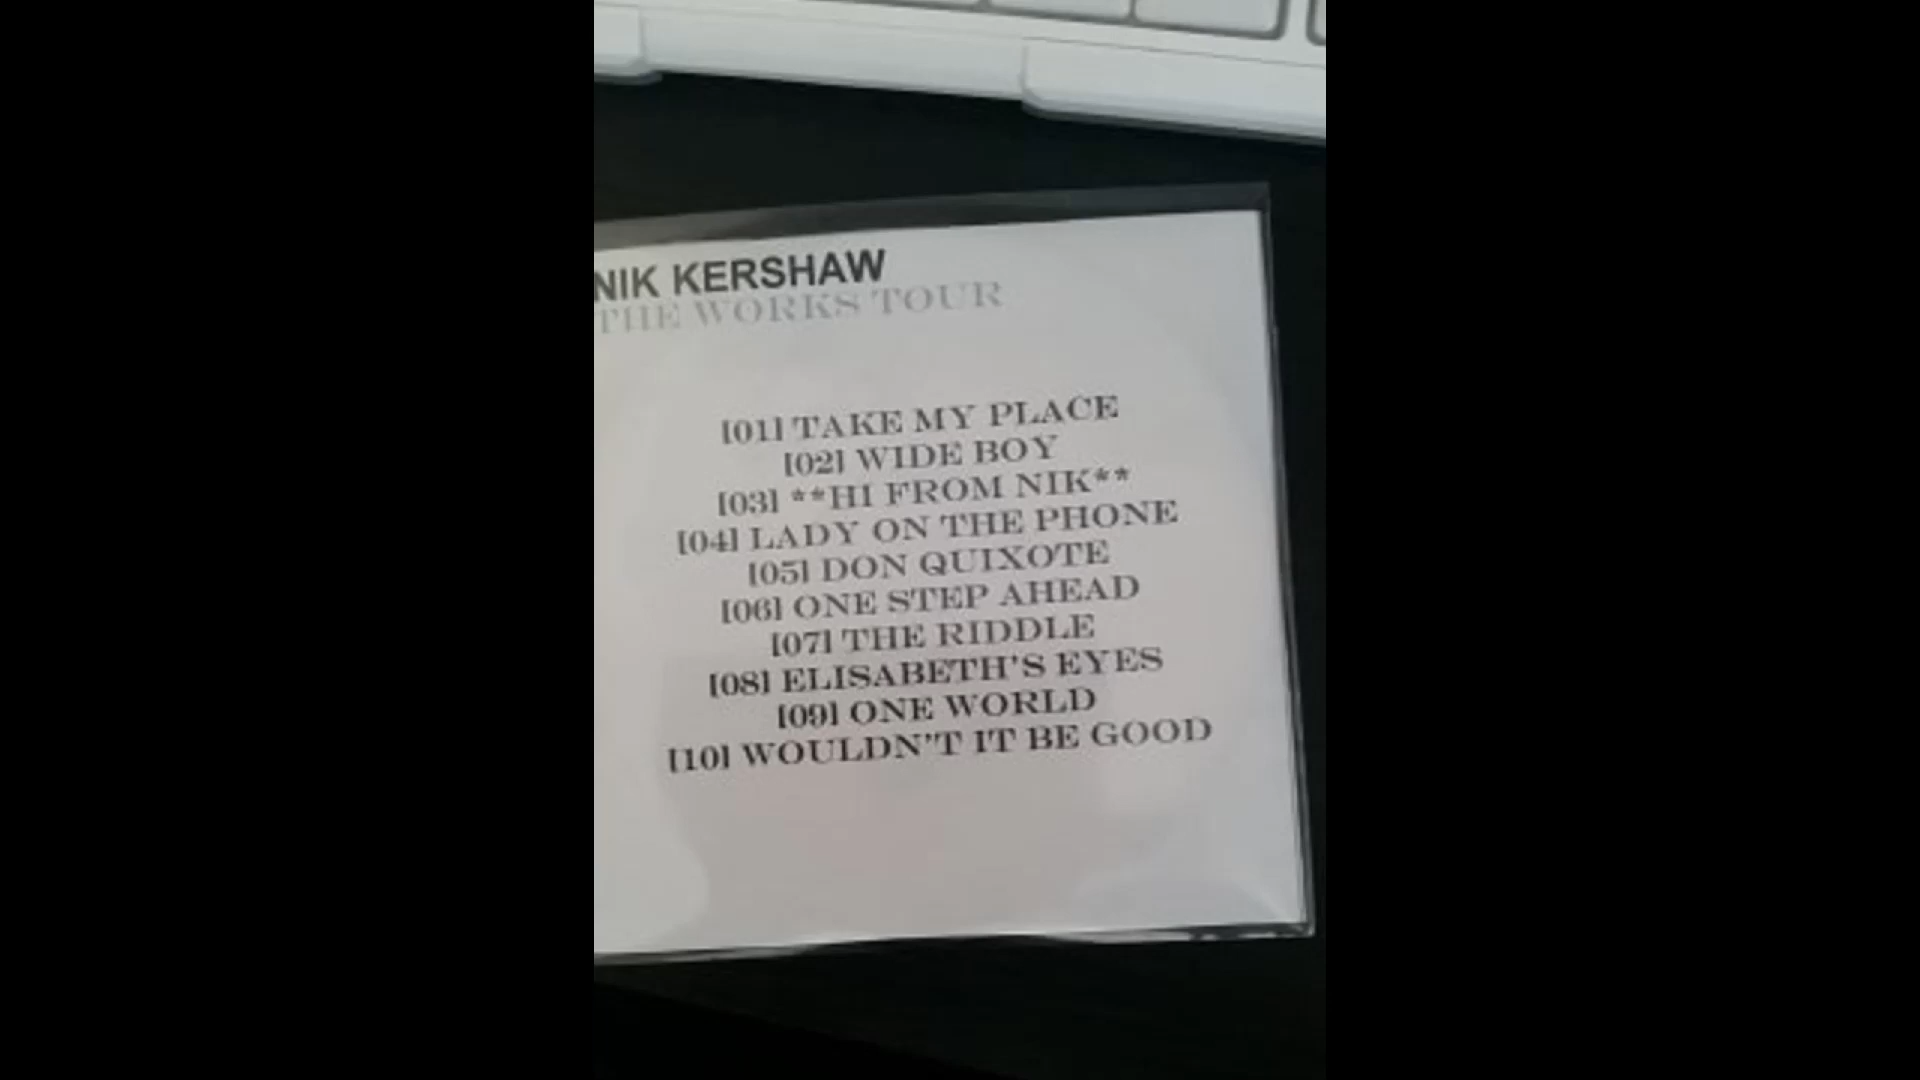 NIK KERSHAW
THE WORKS TOUR
[01] TAKE MY PLACE
[02] WIDE BOY
[03] **HI FROM NIK**
[04] LADY ON THE PHONE
[05] DON QUIXOTE
[06] ONE STEP AHEAD
[07] THE RIDDLE
[08] ELISABETH'S EYES
[09] ONE WORLD
[10] WOULDN'T IT BE GOOD